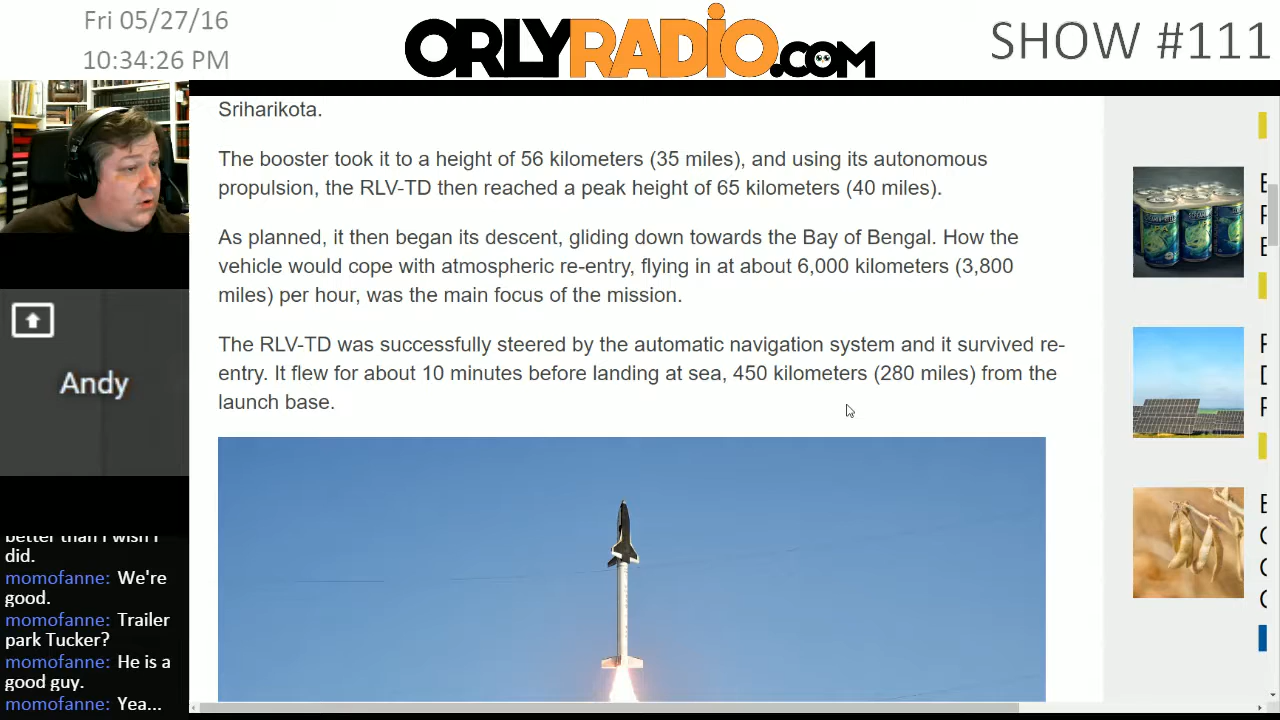 Fri 05/27/16
10:34:26 PM
ORLYRADIO.COM
SHOW #111
Sriharikota.
The booster took it to a height of 56 kilometers (35 miles), and using its autonomous
propulsion, the RLV-TD then reached a peak height of 65 kilometers (40 miles).
As planned, it then began its descent, gliding down towards the Bay of Bengal. How the
vehicle would cope with atmospheric re-entry, flying in at about 6,000 kilometers (3,800
miles) per hour, was the main focus of the mission.
The RLV-TD was successfully steered by the automatic navigation system and it survived re-
entry. It flew for about 10 minutes before landing at sea, 450 kilometers (280 miles) from the
launch base.
Andy
better than I wish I
did.
momofanne: We're
good.
momofanne: Trailer
park Tucker?
momofanne: He is a
good guy.
momofanne: Yea...